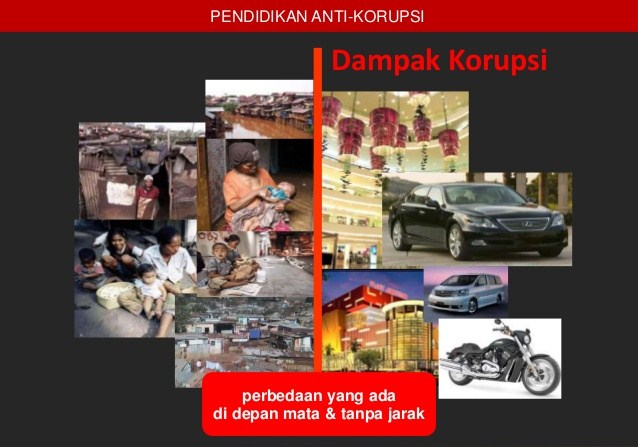 PENDIDIKAN ANTI-KORUPSI
Dampak Korupsi
perbedaan yang ada
di depan mata & tanpa jarak